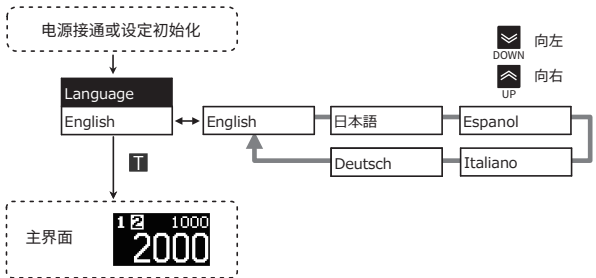 电源接通或设定初始化
向左
DOWN
向右
UP
Language
English
English
日本語
Espanol
Deutsch
Italiano
T
主界面
1 2 1000
2000